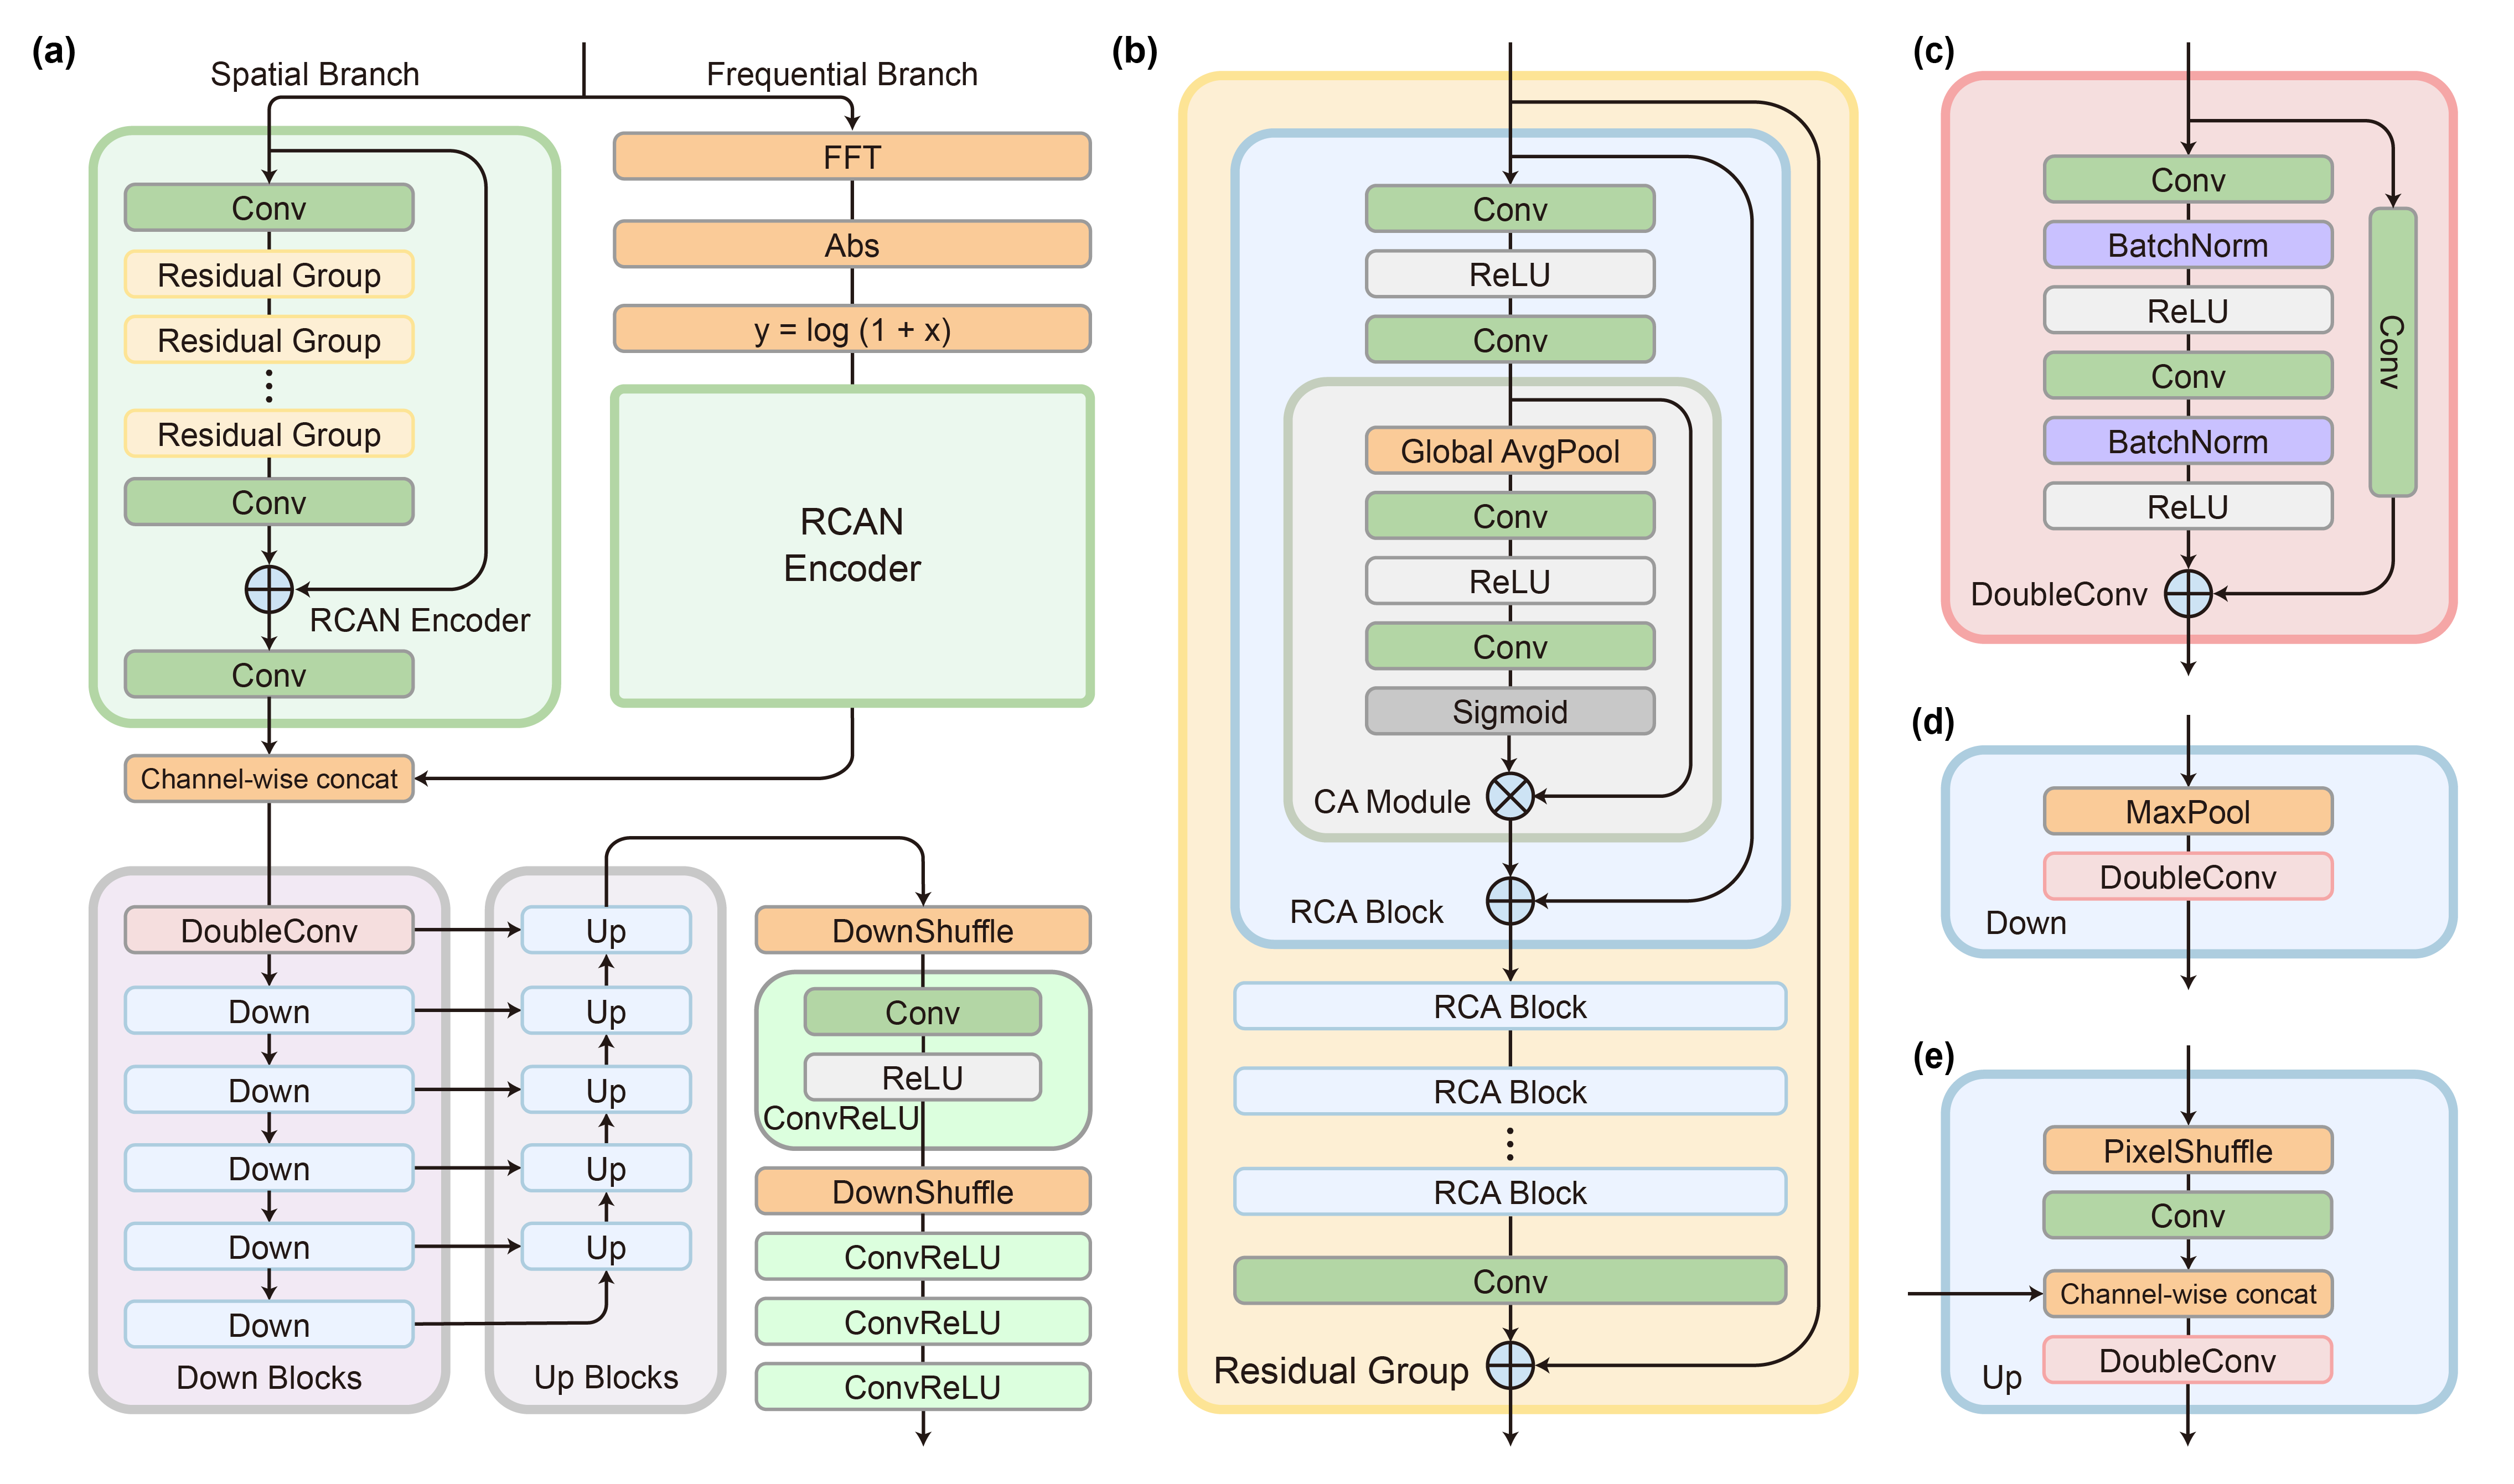 (a)
Spatial Branch
Frequential Branch
Conv
Residual Group
Residual Group
Residual Group
Conv
RCAN Encoder
Conv
FFT
Abs
y = log (1 + x)
RCAN
Encoder
Channel-wise concat
DoubleConv
Down
Down
Down
Down
Down
Down Blocks
Up
Up
Up
Up
Up
Up Blocks
DownShuffle
Conv
ReLU
ConvReLU
DownShuffle
ConvReLU
ConvReLU
ConvReLU
(b)
Conv
ReLU
Conv
Global AvgPool
Conv
ReLU
Conv
Sigmoid
CA Module
RCA Block
RCA Block
RCA Block
RCA Block
Conv
Residual Group
(c)
Conv
BatchNorm
ReLU
Conv
BatchNorm
ReLU
Conv
DoubleConv
(d)
MaxPool
DoubleConv
Down
(e)
PixelShuffle
Conv
Channel-wise concat
DoubleConv
Up